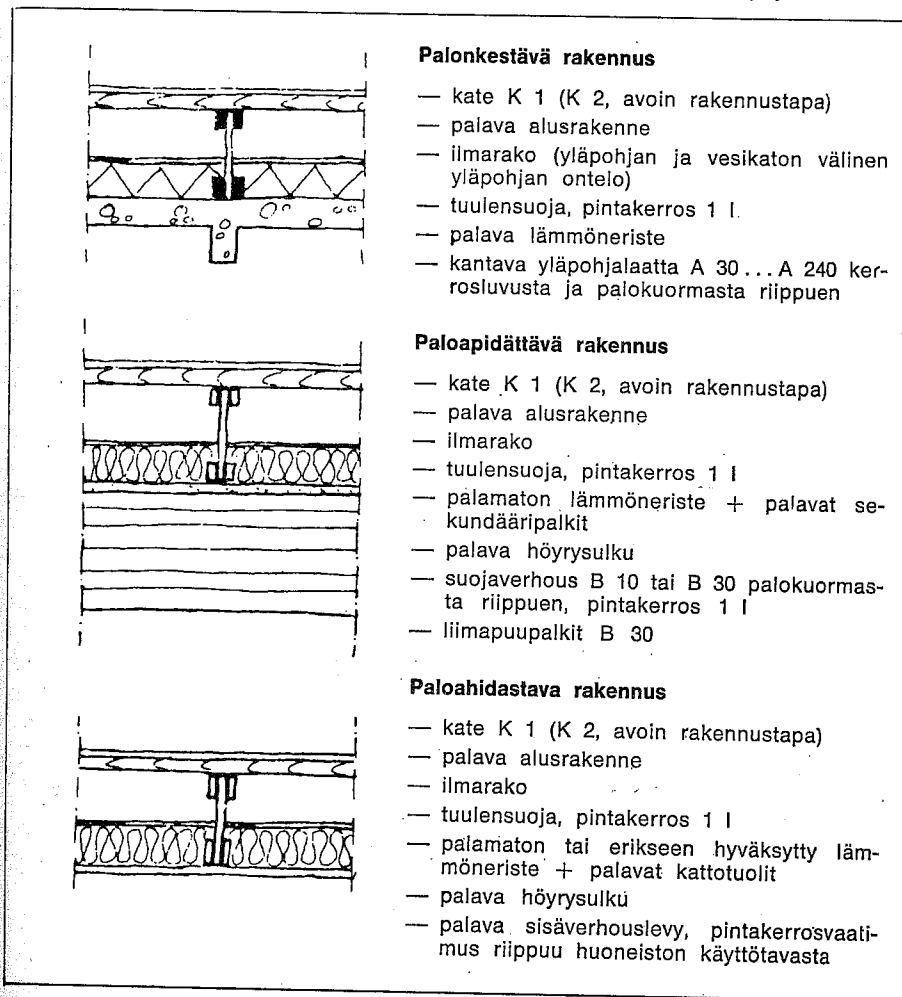 Palonkestävä rakennus
— kate K 1 (K 2, avoin rakennustapa)
— palava alusrakenne
— ilmarako (yläpohjan ja vesikaton välinen
yläpohjan ontelo)
— tuulensuoja, pintakerros 1 I
— palava lämmöneriste
— kantava yläpohjalaatta A 30...A 240 ker-
rosluvusta ja palokuormasta riippuen
Paloapidättävä rakennus
— kate K 1 (K 2, avoin rakennustapa)
— palava alusrakenne
— ilmarako
— tuulensuoja, pintakerros 1 I
— palamaton lämmöneriste + palavat se-
kundääripalkit
— palava höyrysulku
— suojaverhous B 10 tai B 30 palokuormas-
ta riippuen, pintakerros 1 I
— liimapuupalkit B 30
Paloahidastava rakennus
— kate K 1 (K 2, avoin rakennustapa)
— palava alusrakenne
— ilmarako
— tuulensuoja, pintakerros 1 I
— palamaton tai erikseen hyväksytty läm-
möneriste + palavat kattotuolit
— palava höyrysulku
— palava sisäverhouslevy, pintakerrosvaati-
mus riippuu huoneiston käyttötavasta